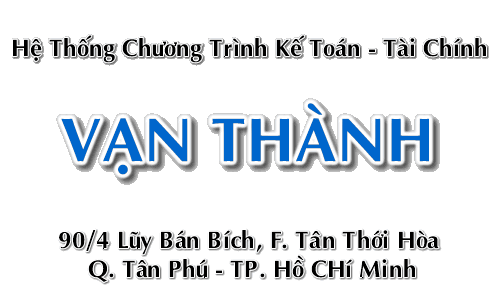 Hệ Thống Chương Trình Kế Toán - Tài Chính
VẠN THÀNH
90/4 Lũy Bán Bích, F. Tân Thới Hòa
Q. Tân Phú - TP. Hồ CHí Minh